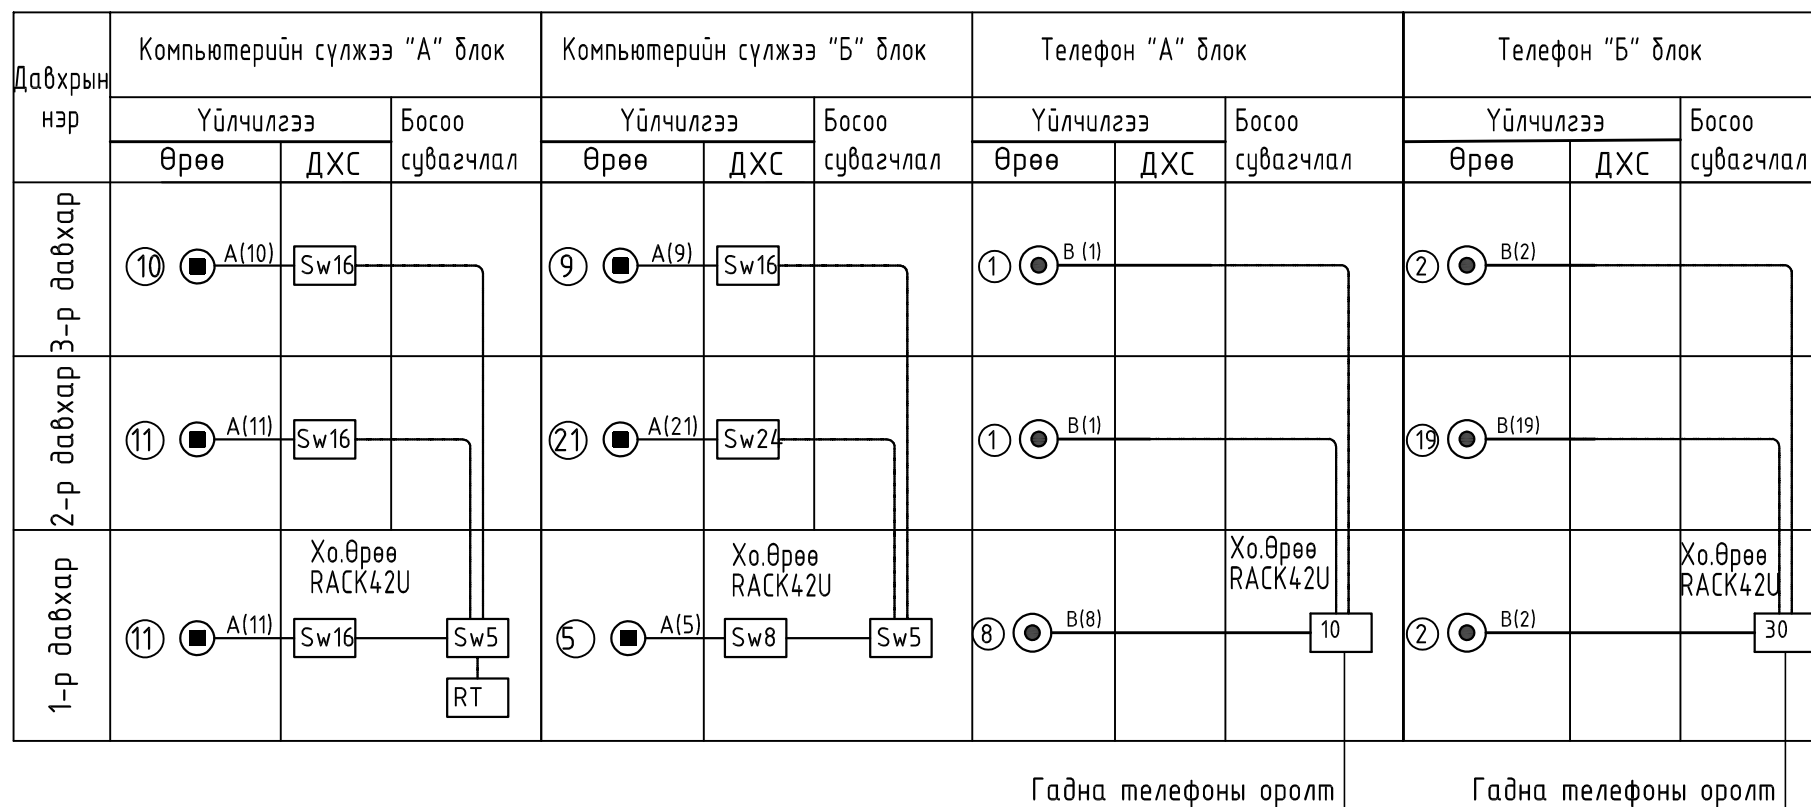 Давхрын
нэр
Компьютерийн сүлжээ "А" блок
Компьютерийн сүлжээ "Б" блок
Телефон "А" блок
Телефон "Б" блок
Үйлчилгээ
Босоо
сувагчлал
Үйлчилгээ
Босоо
сувагчлал
Үйлчилгээ
Босоо
сувагчлал
Үйлчилгээ
Босоо
сувагчлал
Өрөө
ДХС
Өрөө
ДХС
Өрөө
ДХС
Өрөө
ДХС
3-р давхар
10
А(10)
Sw16
9
А(9)
Sw16
1
В (1)
2
В(2)
2-р давхар
11
А(11)
Sw16
21
А(21)
Sw24
1
В(1)
19
В(19)
1-р давхар
Хо.Өрөө
RACK42U
Хо.Өрөө
RACK42U
Хо.Өрөө
RACK42U
Хо.Өрөө
RACK42U
11
А(11)
Sw16
Sw5
RT
5
А(5)
Sw8
Sw5
8
В(8)
10
2
В(2)
30
Гадна телефоны оролт
Гадна телефоны оролт